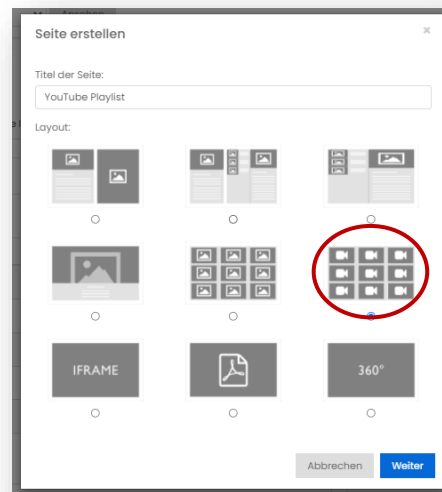 Seite erstellen
×
Titel der Seite:
YouTube Playlist
Layout:
IFRAME
360°
Abbrechen
Weiter